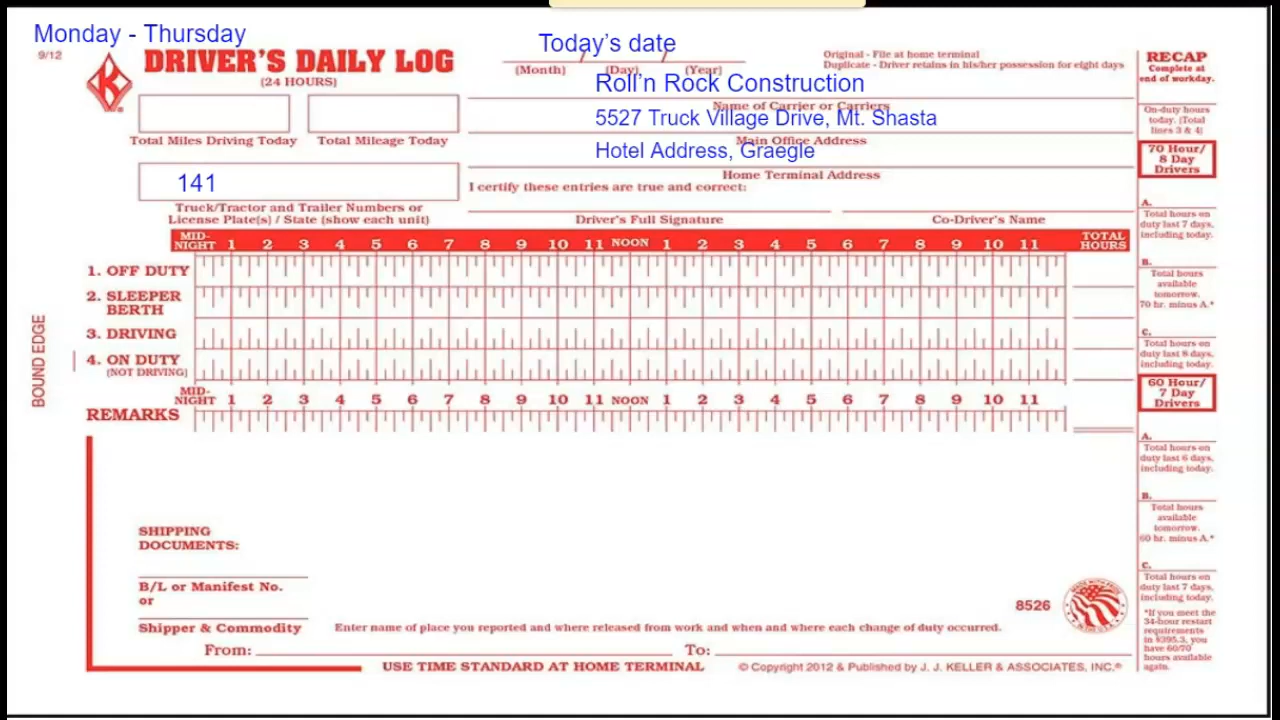 Monday - Thursday
9/12
K
DRIVER'S DAILY LOG
(24 HOURS)
Today's date
(Month) (Day) (Year)
Original - File at home terminal
Duplicate - Driver retains in his/her possession for eight days
Roll'n Rock Construction
Name of Carrier or Carriers
5527 Truck Village Drive, Mt. Shasta
Main Office Address
Hotel Address, Graegle
Home Terminal Address
Total Miles Driving Today Total Mileage Today
141
Truck/Tractor and Trailer Numbers or
License Plate(s) / State (show each unit)
I certify these entries are true and correct:
Driver's Full Signature Co-Driver's Name
MID-
NIGHT 1 2 3 4 5 6 7 8 9 10 11 NOON 1 2 3 4 5 6 7 8 9 10 11 TOTAL
HOURS
1. OFF DUTY
2. SLEEPER
BERTH
3. DRIVING
4. ON DUTY
(NOT DRIVING)
MID-
NIGHT 1 2 3 4 5 6 7 8 9 10 11 NOON 1 2 3 4 5 6 7 8 9 10 11
REMARKS
BOUND EDGE
SHIPPING
DOCUMENTS:
B/L or Manifest No.
or
Shipper & Commodity
8526
Enter name of place you reported and where released from work and when and where each change of duty occurred.
From: To:
USE TIME STANDARD AT HOME TERMINAL
© Copyright 2012 & Published by J. J. KELLER & ASSOCIATES, INC.®
RECAP
Complete at
end of workday.
On-duty hours
today. (Total
lines 3 & 4)
70 Hour/
8 Day
Drivers
A.
Total hours on
duty last 7 days,
including today.
B.
Total hours
available
tomorrow.
70 hr. minus A.*
C.
Total hours on
duty last 8 days,
including today.
60 Hour/
7 Day
Drivers
A.
Total hours on
duty last 6 days,
including today.
B.
Total hours
available
tomorrow.
60 hr. minus A.*
C.
Total hours on
duty last 7 days,
including today.
*If you meet the
34-hour restart
requirements
in §395.3, you
have 60/70
hours available
again.